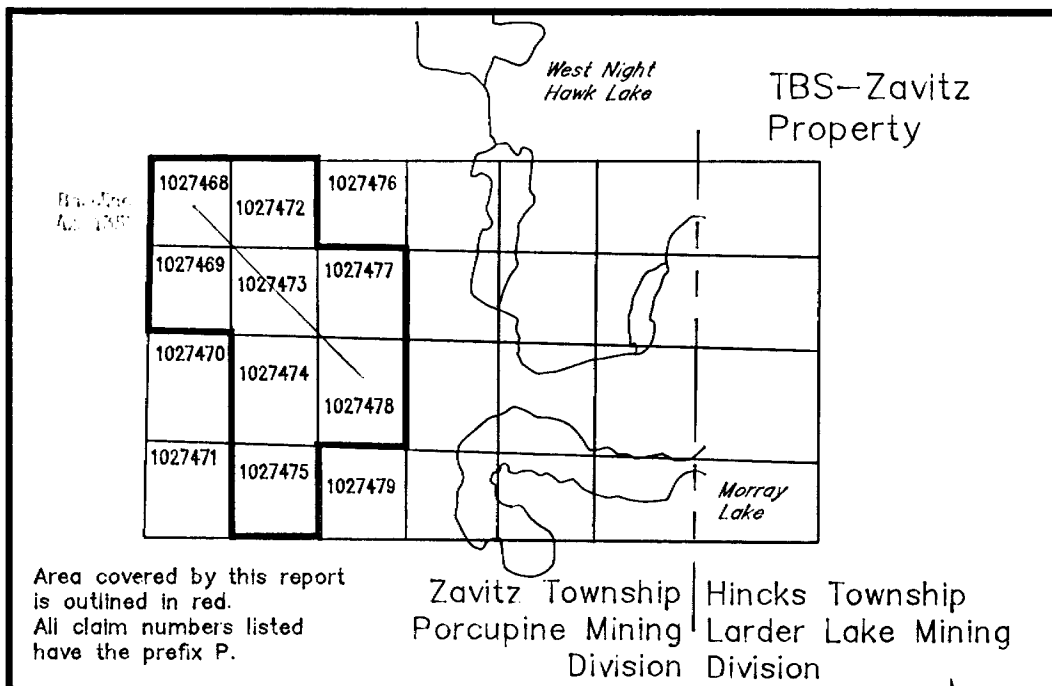 West Night
Hawk Lake
TBS-Zavitz
Property
1027468
1027472
1027476
1027469
1027473
1027477
1027470
1027474
1027478
1027471
1027475
1027479
Morray
Lake
Area covered by this report
is outlined in red.
All claim numbers listed
have the prefix P.
Zavitz Township
Porcupine Mining
Division
Hincks Township
Larder Lake Mining
Division